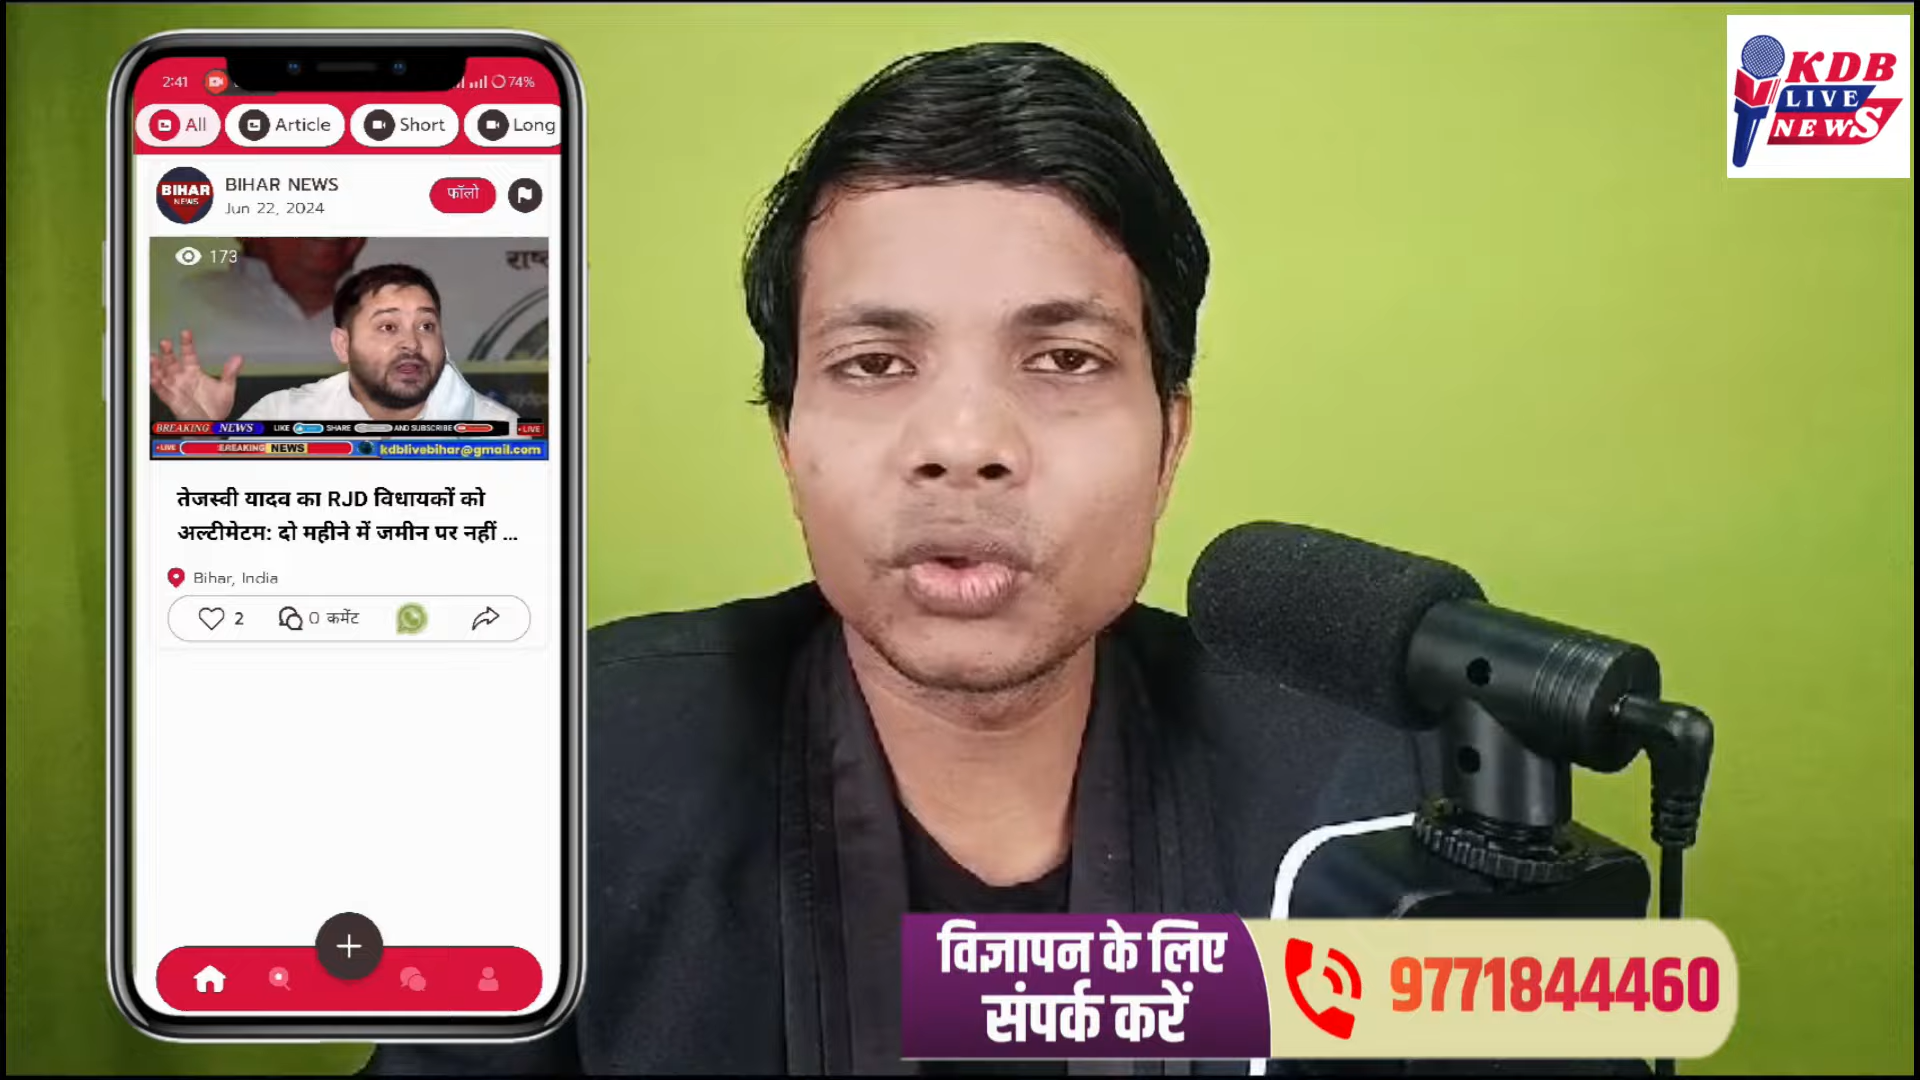 2:41
74%
All
Article
Short
Long
BIHAR
NEWS
BIHAR NEWS
Jun 22, 2024
फॉलो
173
BREAKING NEWS LIKE SHARE AND SUBSCRIBE LIVE
LIVE BREAKING NEWS kdblivebihar@gmail.com
तेजस्वी यादव का RJD विधायकों को
अल्टीमेटम: दो महीने में जमीन पर नहीं ...
Bihar, India
2
0 कमेंट
KDB
LIVE
NEWS
विज्ञापन के लिए
संपर्क करें
9771844460